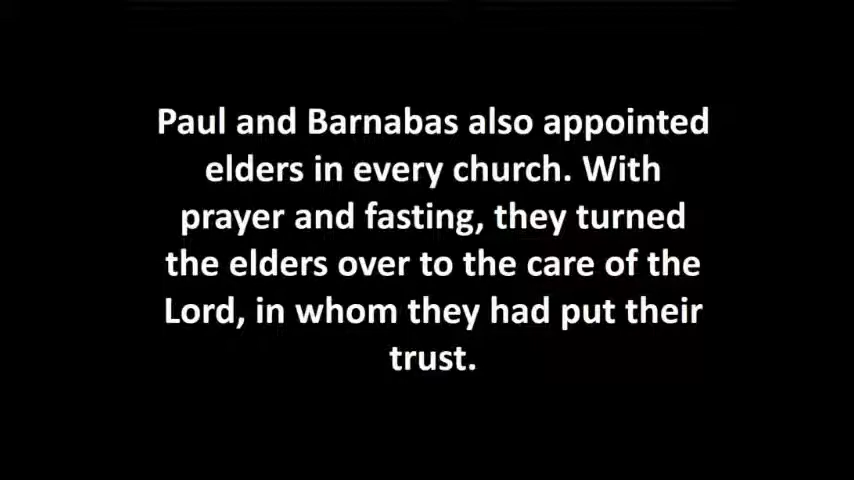 Paul and Barnabas also appointed
elders in every church. With
prayer and fasting, they turned
the elders over to the care of the
Lord, in whom they had put their
trust.